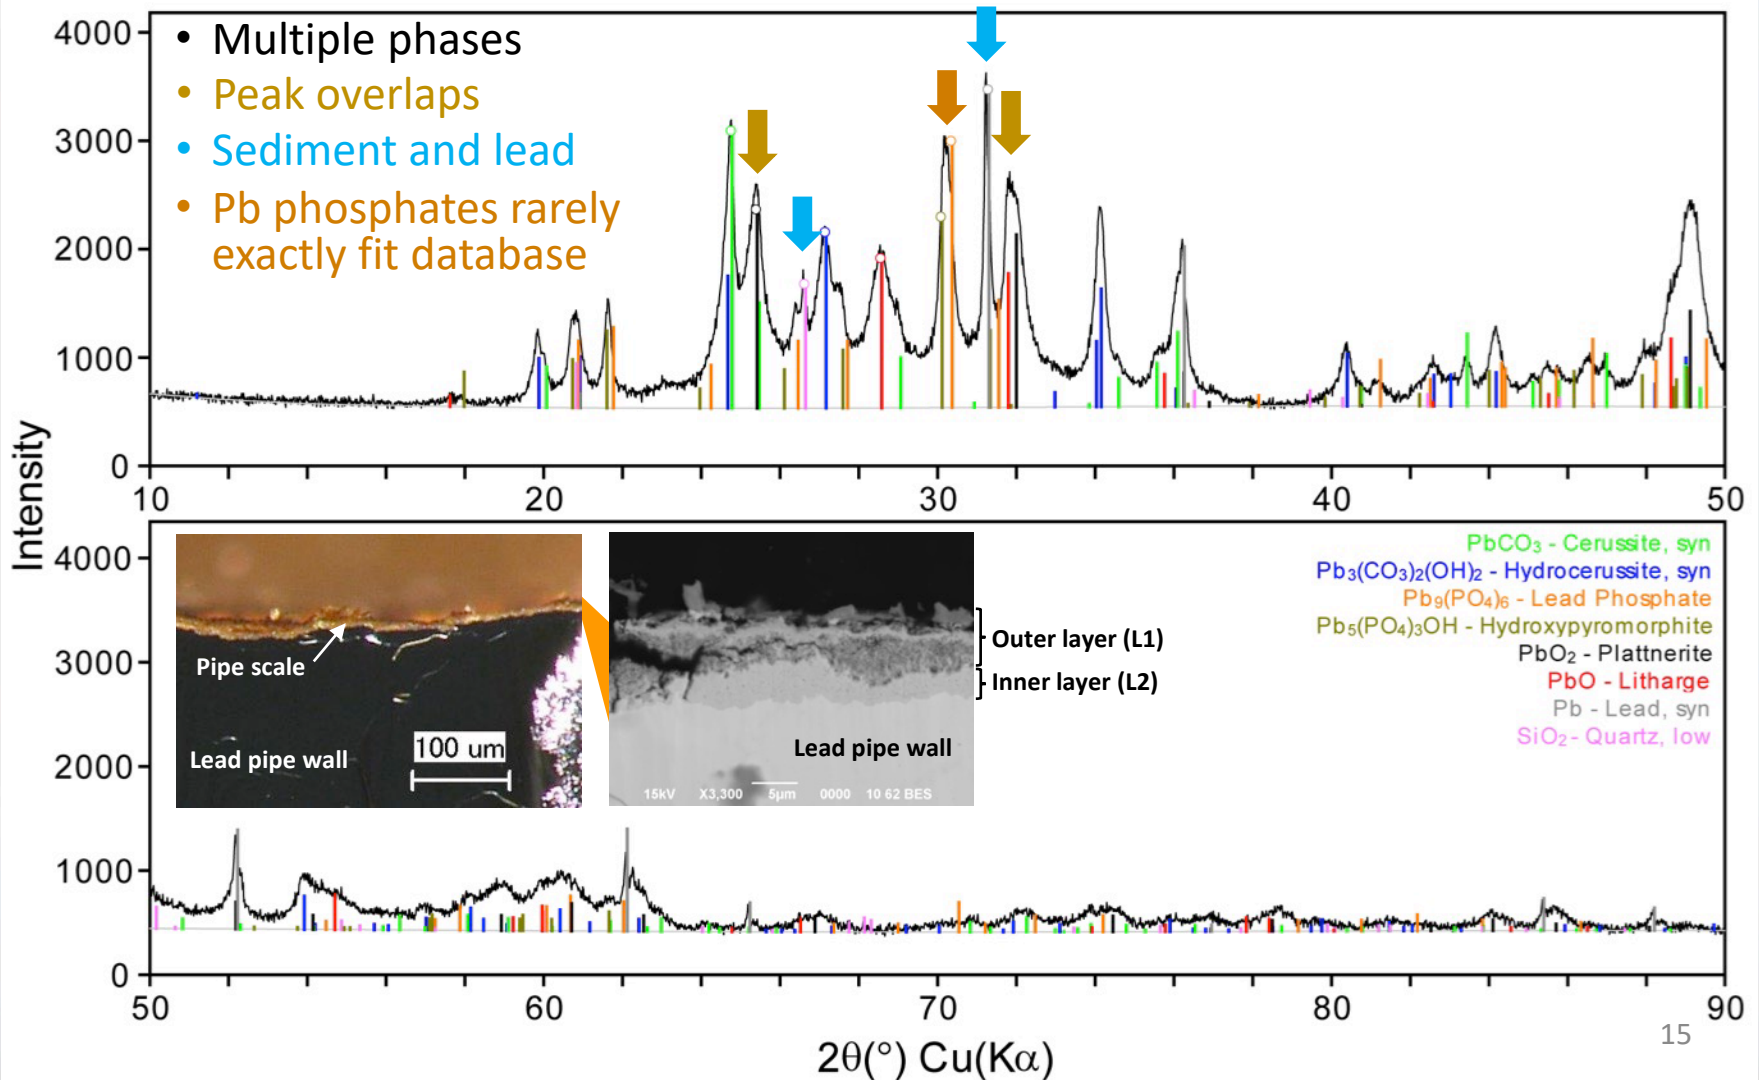 • Multiple phases
• Peak overlaps
• Sediment and lead
• Pb phosphates rarely
exactly fit database
Intensity
4000
3000
2000
1000
0
10 20 30 40 50
4000
3000
2000
1000
0
Pipe scale
Lead pipe wall
100 um
Lead pipe wall
15kV X3,300 5µm 0000 10 62 BES
Outer layer (L1)
Inner layer (L2)
PbCO₃ - Cerussite, syn
Pb₃(CO₃)₂(OH)₂ - Hydrocerussite, syn
Pb₉(PO₄)₆ - Lead Phosphate
Pb₅(PO₄)₃OH - Hydroxypyromorphite
PbO₂ - Plattnerite
PbO - Litharge
Pb - Lead, syn
SiO₂ - Quartz, low
50 60 70 80 90
2θ(°) Cu(Kα)
15